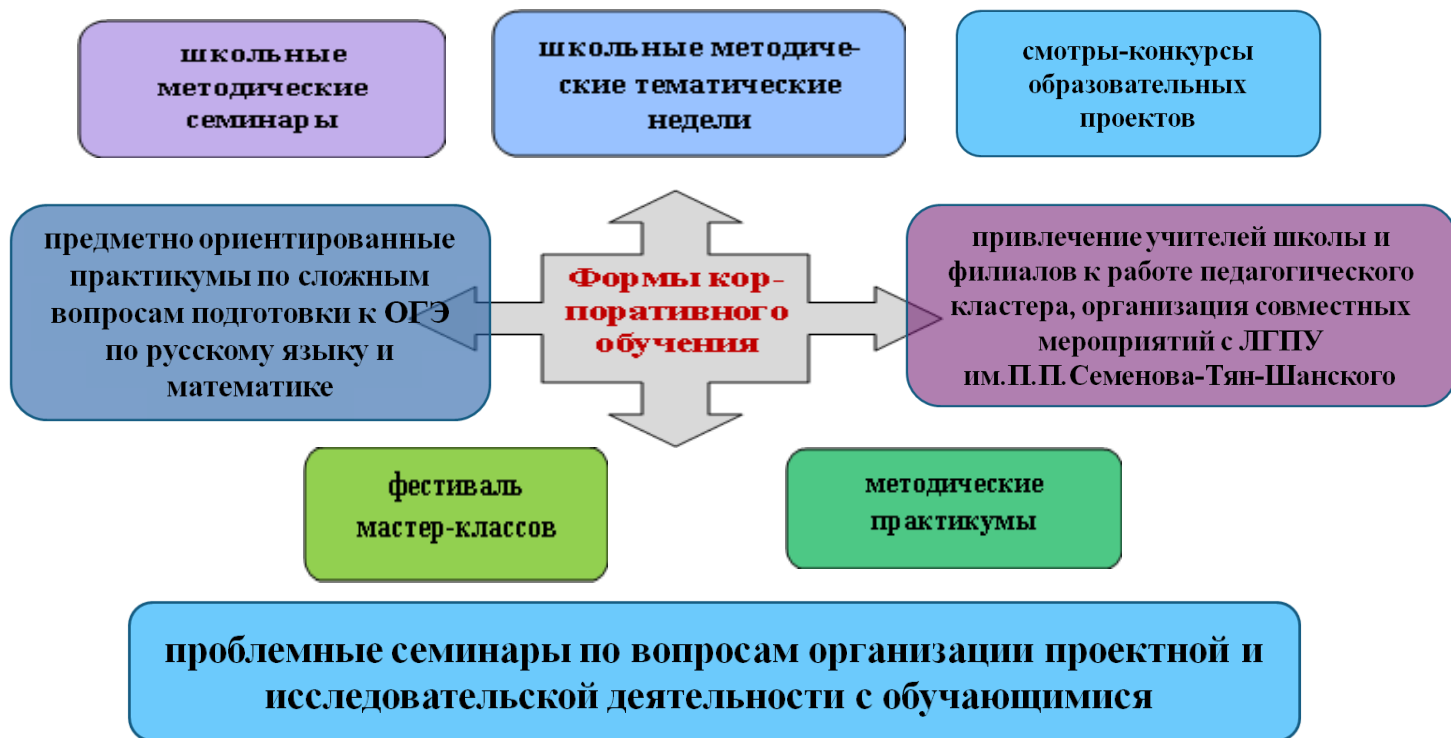 школьные
методические
семинары
школьные методиче-
ские тематические
недели
смотры-конкурсы
образовательных
проектов
предметно ориентированные
практикумы по сложным
вопросам подготовки к ОГЭ
по русскому языку и
математике
Формы кор-
поративного
обучения
привлечение учителей школы и
филиалов к работе педагогического
кластера, организация совместных
мероприятий с ЛГПУ
им.П.П.Семенова-Тян-Шанского
фестиваль
мастер-классов
методические
практикумы
проблемные семинары по вопросам организации проектной и
исследовательской деятельности с обучающимися